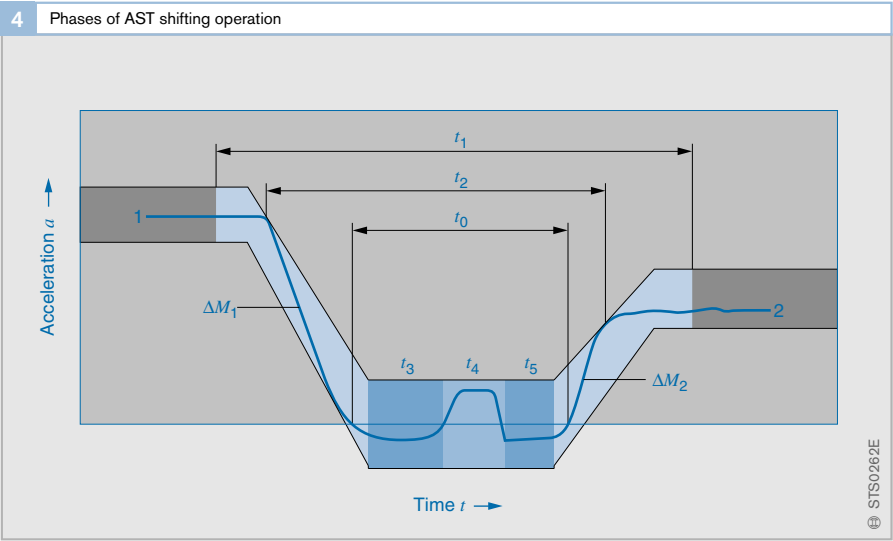 4 Phases of AST shifting operation
t1
t2
t0
1
Acceleration a
ΔM1
t3 t4 t5
2
ΔM2
Time t
© STS0262E